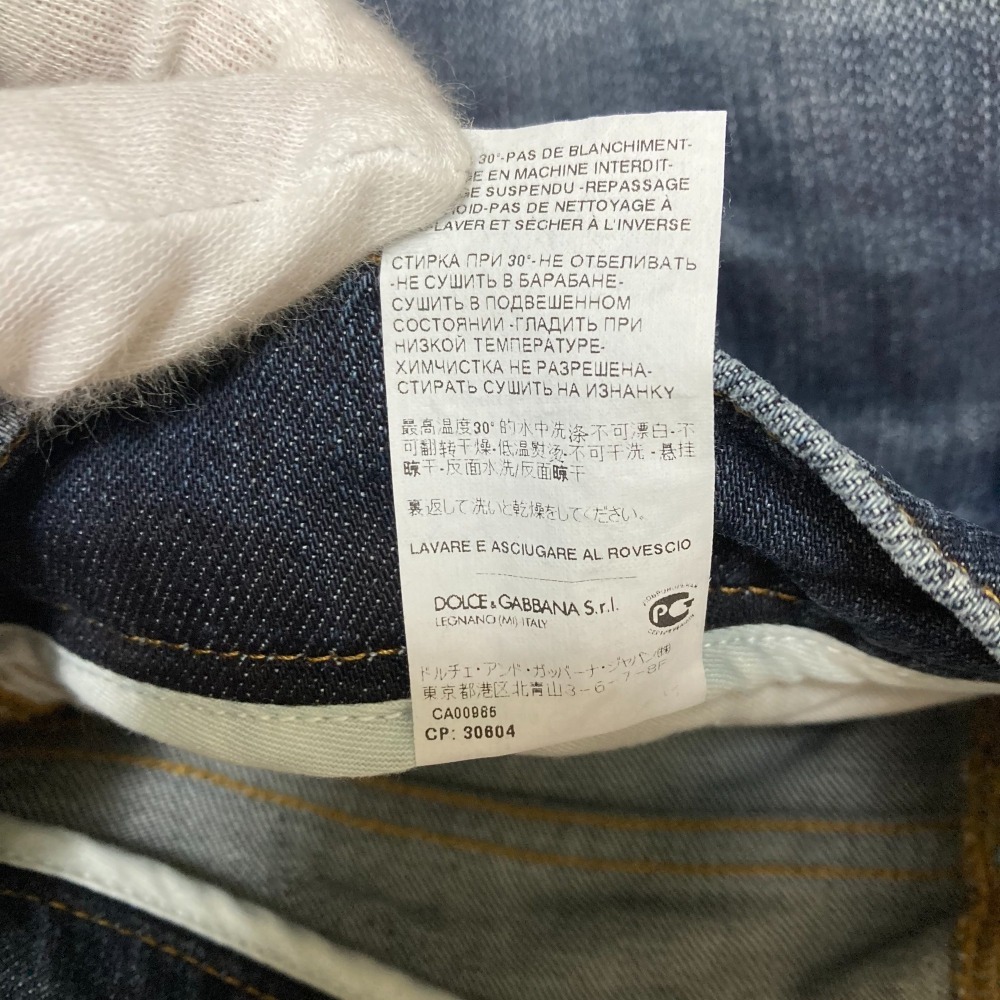 30°-PAS DE BLANCHIMENT-
EN MACHINE INTERDIT-
SUSPENDU -REPASSAGE
-PAS DE NETTOYAGE À
LAVER ET SÉCHER À L'INVERSE
СТИРКА ПРИ 30°-НЕ ОТБЕЛИВАТЬ
-НЕ СУШИТЬ В БАРАБАНЕ-
СУШИТЬ В ПОДВЕШЕННОМ
СОСТОЯНИИ -ГЛАДИТЬ ПРИ
НИЗКОЙ ТЕМПЕРАТУРЕ-
ХИМЧИСТКА НЕ РАЗРЕШЕНА-
СТИРАТЬ СУШИТЬ НА ИЗНАНКУ
最高温度30°的水中洗涤-不可漂白-不
可翻转干燥-低温熨烫-不可干洗 - 悬挂
晾干-反面水洗/反面晾干
裏返して洗いと乾燥をしてください。
LAVARE E ASCIUGARE AL ROVESCIO
DOLCE & GABBANA S.r.l.
LEGNANO (MI) ITALY
ドルチェ・アンド・ガッバーナ・ジャパン㈱
東京都港区北青山3-6-7-8F
CA00985
CP: 30604